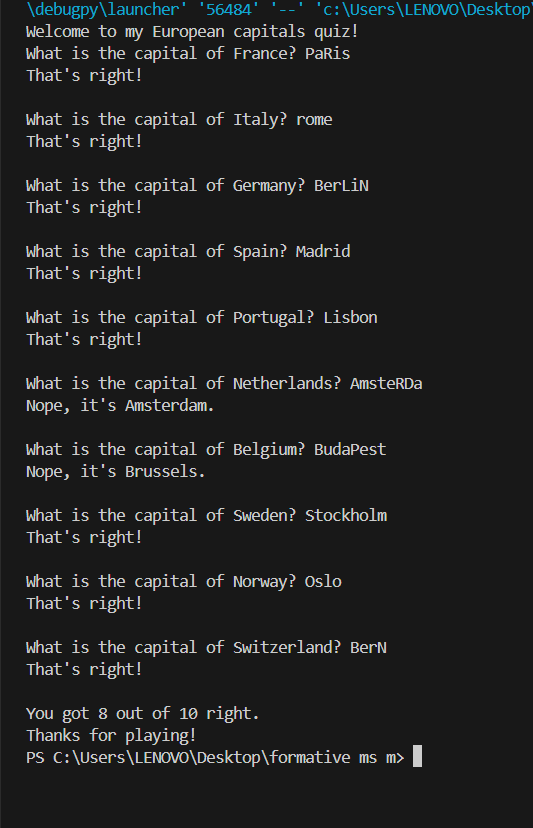 \debugpy\launcher' '56484' '--' 'c:\Users\LENOVO\Desktop\
Welcome to my European capitals quiz!
What is the capital of France? PaRis
That's right!
What is the capital of Italy? rome
That's right!
What is the capital of Germany? BerLiN
That's right!
What is the capital of Spain? Madrid
That's right!
What is the capital of Portugal? Lisbon
That's right!
What is the capital of Netherlands? AmsteRDa
Nope, it's Amsterdam.
What is the capital of Belgium? BudaPest
Nope, it's Brussels.
What is the capital of Sweden? Stockholm
That's right!
What is the capital of Norway? Oslo
That's right!
What is the capital of Switzerland? BerN
That's right!
You got 8 out of 10 right.
Thanks for playing!
PS C:\Users\LENOVO\Desktop\formative ms m>